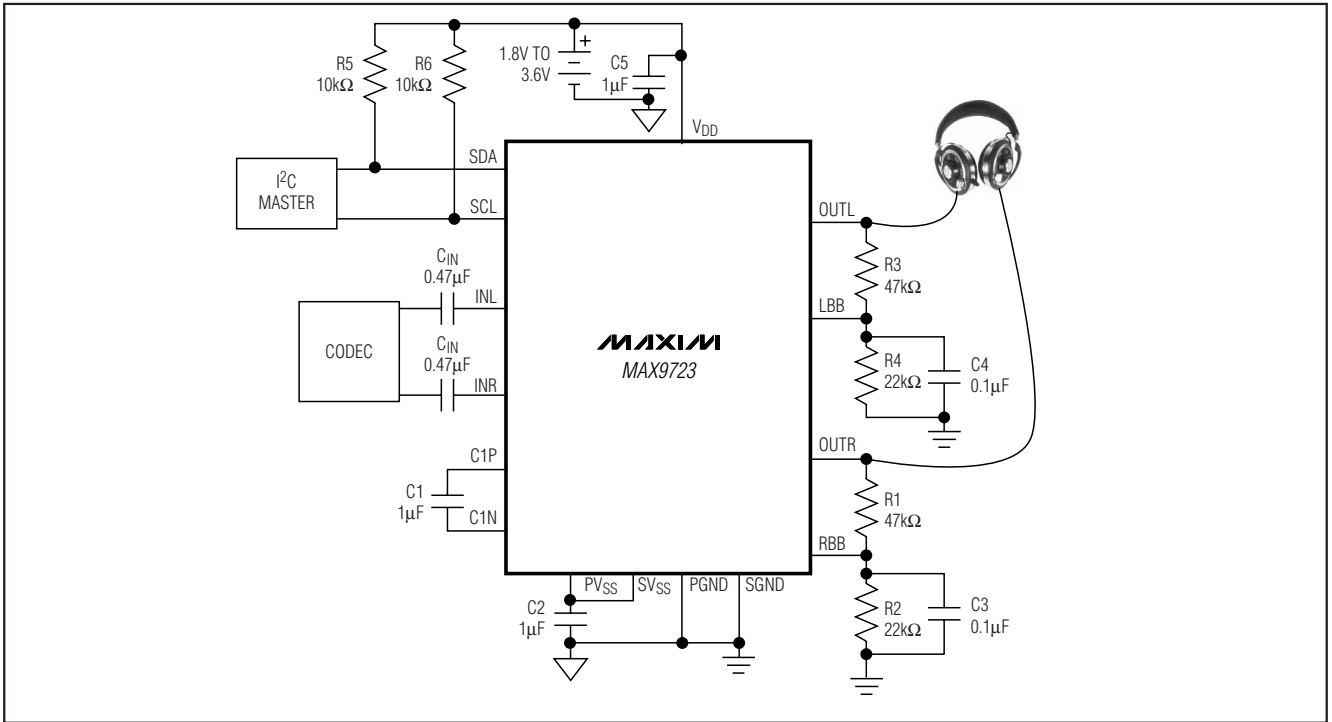 R5
10kΩ
R6
10kΩ
1.8V TO
3.6V
+
C5
1µF
VDD
SDA
SCL
I²C
MASTER
CIN
0.47µF
INL
CODEC
CIN
0.47µF
INR
C1P
C1
1µF
C1N
MAXIM
MAX9723
OUTL
R3
47kΩ
LBB
R4
22kΩ
C4
0.1µF
OUTR
R1
47kΩ
RBB
R2
22kΩ
C3
0.1µF
PVSS
SVSS
PGND
SGND
C2
1µF